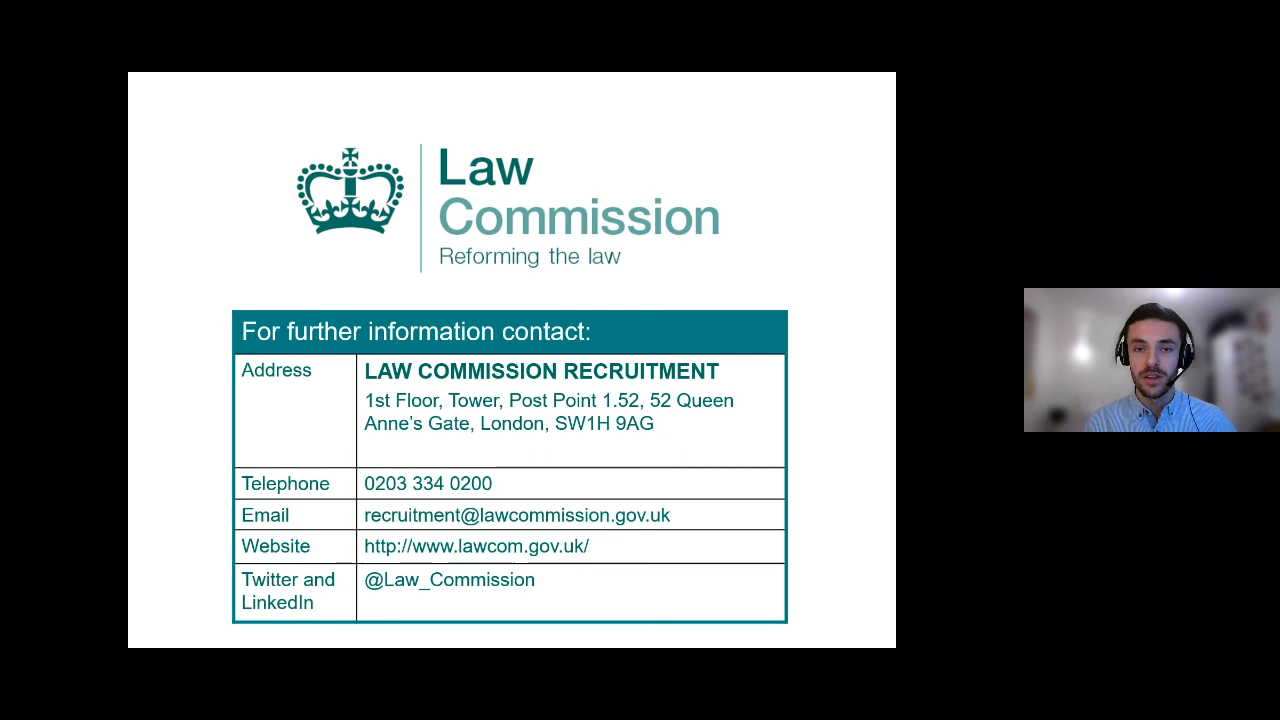 Law
Commission
Reforming the law
For further information contact:
Address
LAW COMMISSION RECRUITMENT
1st Floor, Tower, Post Point 1.52, 52 Queen
Anne's Gate, London, SW1H 9AG
Telephone
0203 334 0200
Email
recruitment@lawcommission.gov.uk
Website
http://www.lawcom.gov.uk/
Twitter and
LinkedIn
@Law_Commission